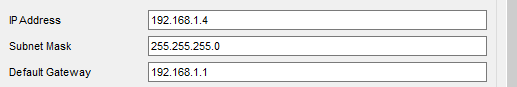 IP Address 192.168.1.4
Subnet Mask 255.255.255.0
Default Gateway 192.168.1.1